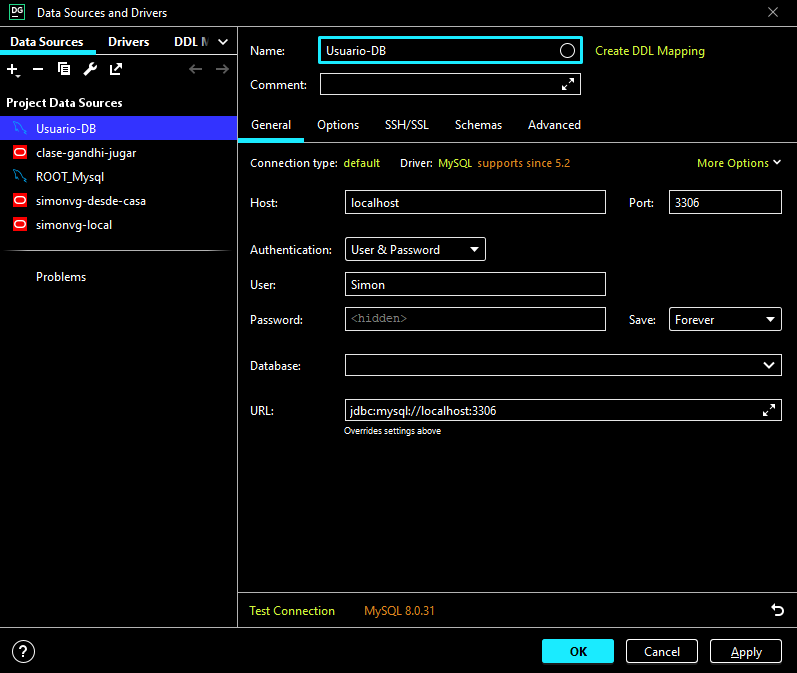 DG Data Sources and Drivers
Data Sources Drivers DDL M
Project Data Sources
Usuario-DB
clase-gandhi-jugar
ROOT_Mysql
simonvg-desde-casa
simonvg-local
Problems
Name: Usuario-DB Create DDL Mapping
Comment:
General Options SSH/SSL Schemas Advanced
Connection type: default Driver: MySQL supports since 5.2 More Options
Host: localhost Port: 3306
Authentication: User & Password
User: Simon
Password: <hidden> Save: Forever
Database:
URL: jdbc:mysql://localhost:3306
Overrides settings above
Test Connection MySQL 8.0.31
? OK Cancel Apply